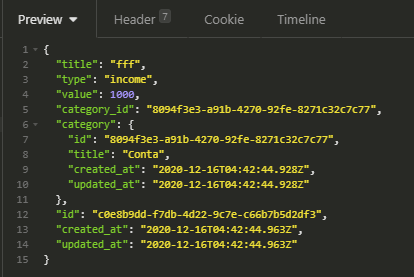 Preview Header 7 Cookie Timeline
1 {
2 "title": "fff",
3 "type": "income",
4 "value": 1000,
5 "category_id": "8094f3e3-a91b-4270-92fe-8271c32c7c77",
6 "category": {
7 "id": "8094f3e3-a91b-4270-92fe-8271c32c7c77",
8 "title": "Conta",
9 "created_at": "2020-12-16T04:42:44.928Z",
10 "updated_at": "2020-12-16T04:42:44.928Z"
11 },
12 "id": "c0e8b9dd-f7db-4d22-9c7e-c66b7b5d2df3",
13 "created_at": "2020-12-16T04:42:44.963Z",
14 "updated_at": "2020-12-16T04:42:44.963Z"
15 }